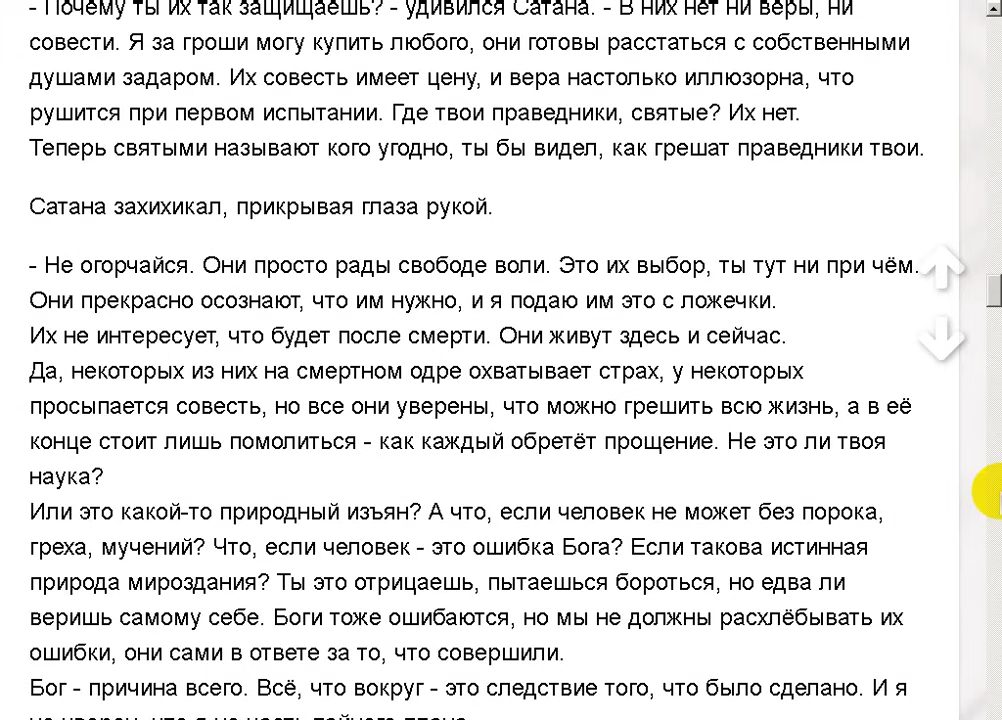 - Почему ты их так защищаешь? - удивился Сатана. - В них нет ни веры, ни
совести. Я за гроши могу купить любого, они готовы расстаться с собственными
душами задаром. Их совесть имеет цену, и вера настолько иллюзорна, что
рушится при первом испытании. Где твои праведники, святые? Их нет.
Теперь святыми называют кого угодно, ты бы видел, как грешат праведники твои.
Сатана захихикал, прикрывая глаза рукой.
- Не огорчайся. Они просто рады свободе воли. Это их выбор, ты тут ни при чём.
Они прекрасно осознают, что им нужно, и я подаю им это с ложечки.
Их не интересует, что будет после смерти. Они живут здесь и сейчас.
Да, некоторых из них на смертном одре охватывает страх, у некоторых
просыпается совесть, но все они уверены, что можно грешить всю жизнь, а в её
конце стоит лишь помолиться - как каждый обретёт прощение. Не это ли твоя
наука?
Или это какой-то природный изъян? А что, если человек не может без порока,
греха, мучений? Что, если человек - это ошибка Бога? Если такова истинная
природа мироздания? Ты это отрицаешь, пытаешься бороться, но едва ли
веришь самому себе. Боги тоже ошибаются, но мы не должны расхлёбывать их
ошибки, они сами в ответе за то, что совершили.
Бог - причина всего. Всё, что вокруг - это следствие того, что было сделано. И я